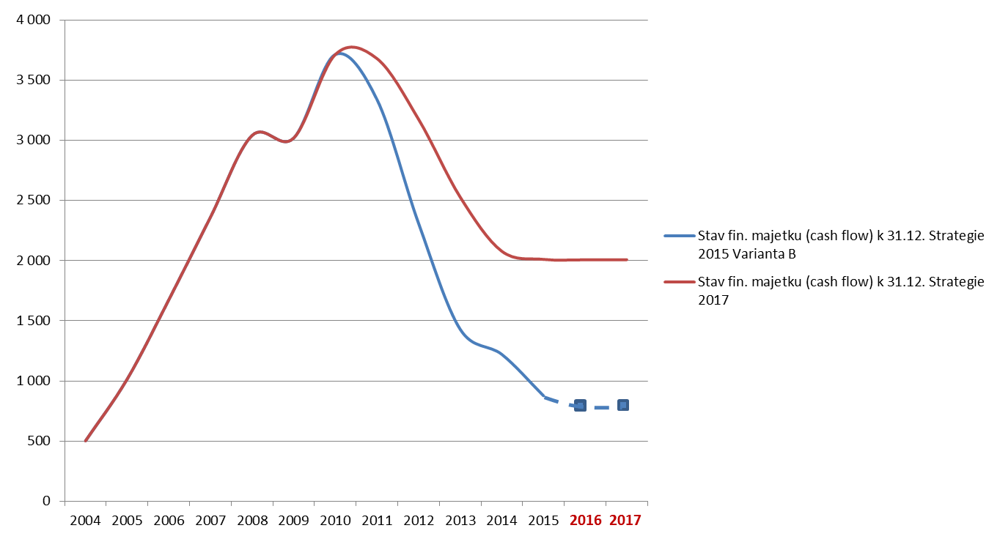 4 000
3 500
3 000
2 500
2 000
1 500
1 000
500
0
2004 2005 2006 2007 2008 2009 2010 2011 2012 2013 2014 2015 2016 2017
Stav fin. majetku (cash flow) k 31.12. Strategie
2015 Varianta B
Stav fin. majetku (cash flow) k 31.12. Strategie
2017